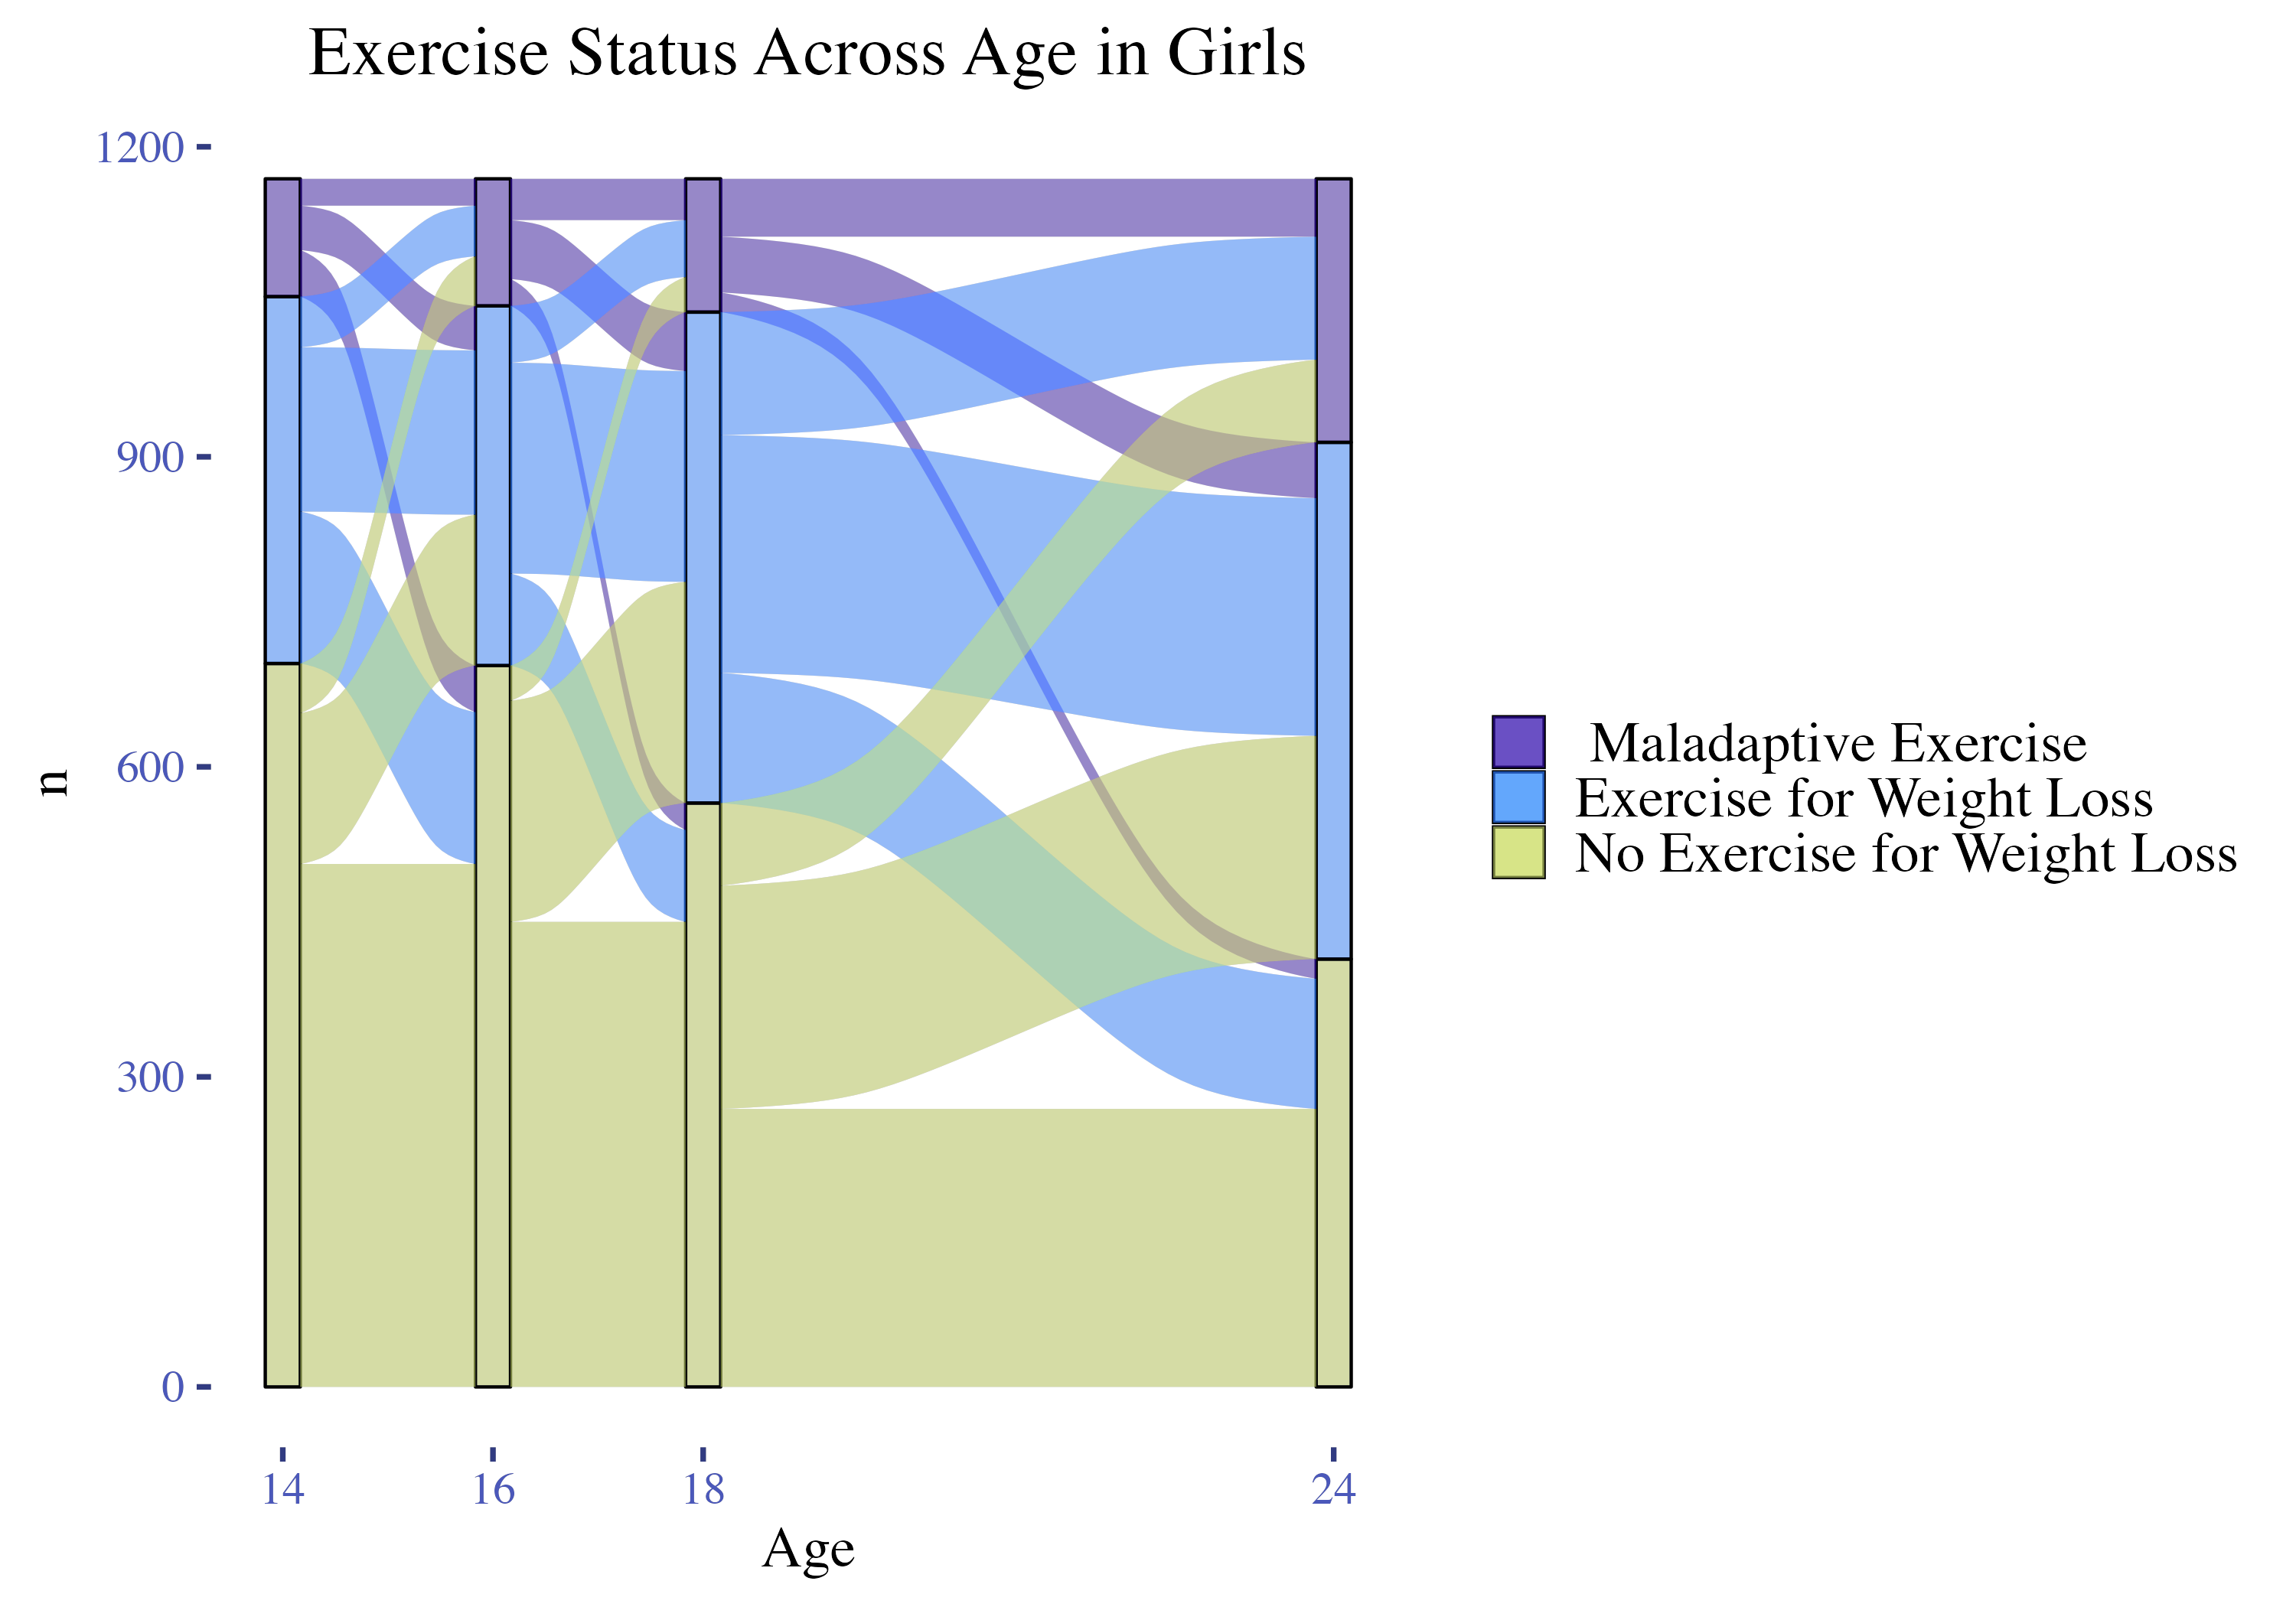 Exercise Status Across Age in Girls
1200
900
600
300
0
n
14 16 18 24
Age
Maladaptive Exercise
Exercise for Weight Loss
No Exercise for Weight Loss